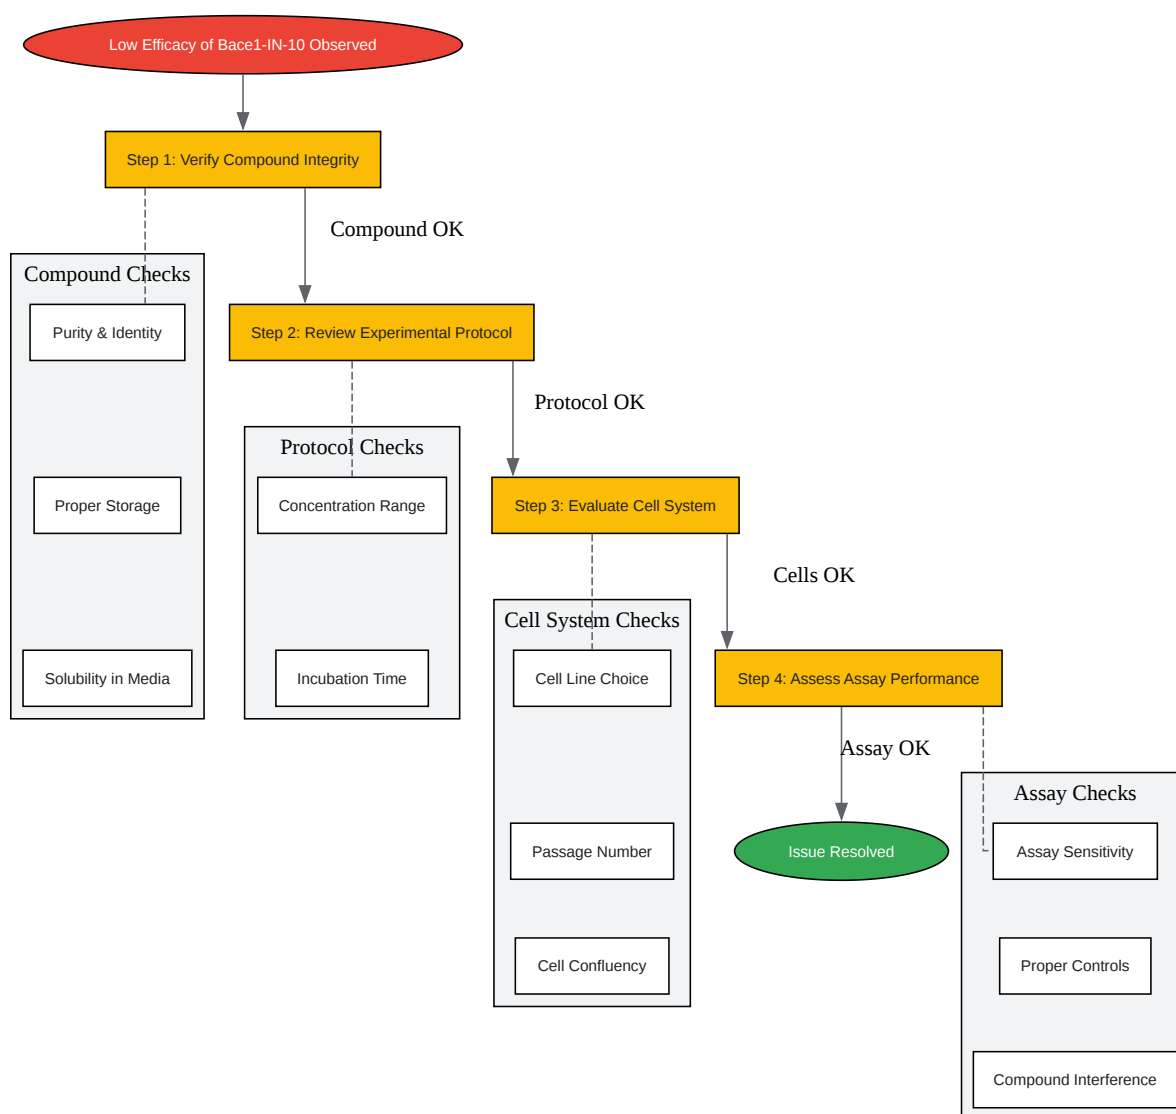 Low Efficacy of Bace1-IN-10 Observed
Step 1: Verify Compound Integrity
Compound OK
Compound Checks
Purity & Identity
Proper Storage
Solubility in Media
Step 2: Review Experimental Protocol
Protocol OK
Protocol Checks
Concentration Range
Incubation Time
Step 3: Evaluate Cell System
Cells OK
Cell System Checks
Cell Line Choice
Passage Number
Cell Confluency
Step 4: Assess Assay Performance
Assay OK
Issue Resolved
Assay Checks
Assay Sensitivity
Proper Controls
Compound Interference